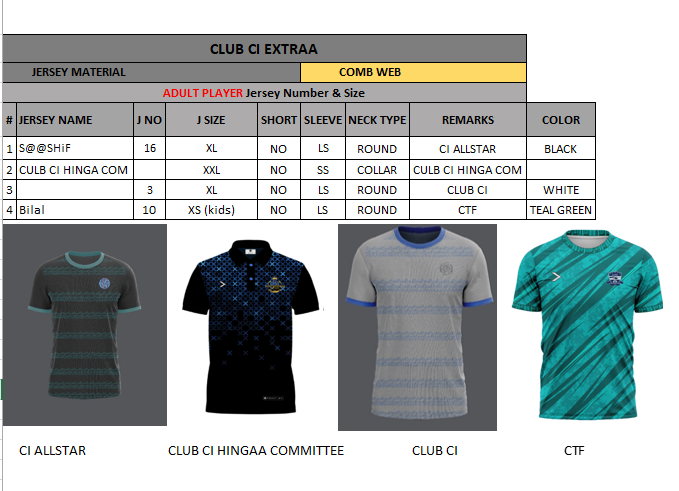 CLUB CI EXTRAA
JERSEY MATERIAL COMB WEB
ADULT PLAYER Jersey Number & Size
# JERSEY NAME J NO J SIZE SHORT SLEEVE NECK TYPE REMARKS COLOR
1 S@@SHiF 16 XL NO LS ROUND CI ALLSTAR BLACK
2 CULB CI HINGA COM XXL NO SS COLLAR CULB CI HINGA COM
3 3 XL NO LS ROUND CLUB CI WHITE
4 Bilal 10 XS (kids) NO LS ROUND CTF TEAL GREEN
CI ALLSTAR CLUB CI HINGAA COMMITTEE CLUB CI CTF